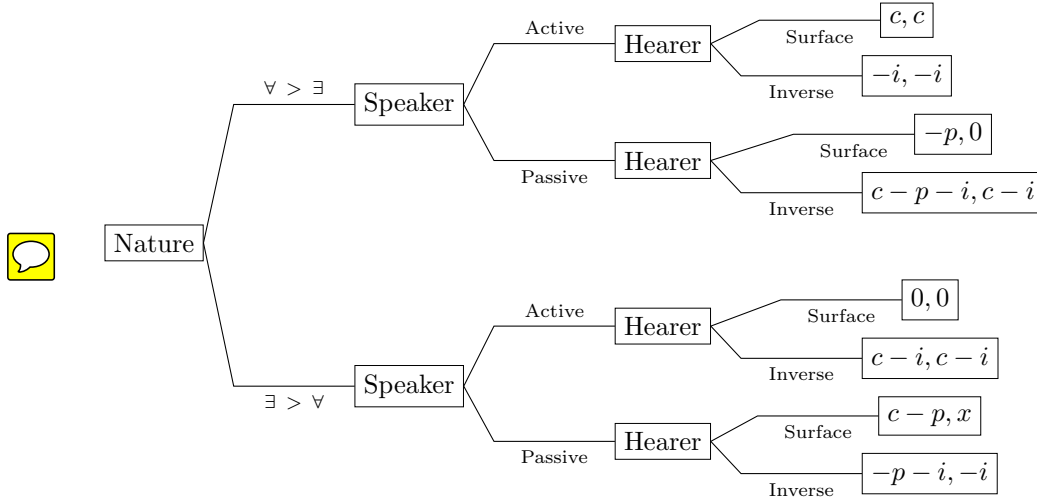 c, c
Active
Hearer
Surface
−i, −i
∀ > ∃
Speaker
Inverse
−p, 0
Passive
Hearer
Surface
c − p − i, c − i
Inverse
Nature
0, 0
Active
Hearer
Surface
c − i, c − i
Inverse
∃ < ∀
Speaker
c − p, x
Passive
Hearer
Surface
−p − i, −i
Inverse